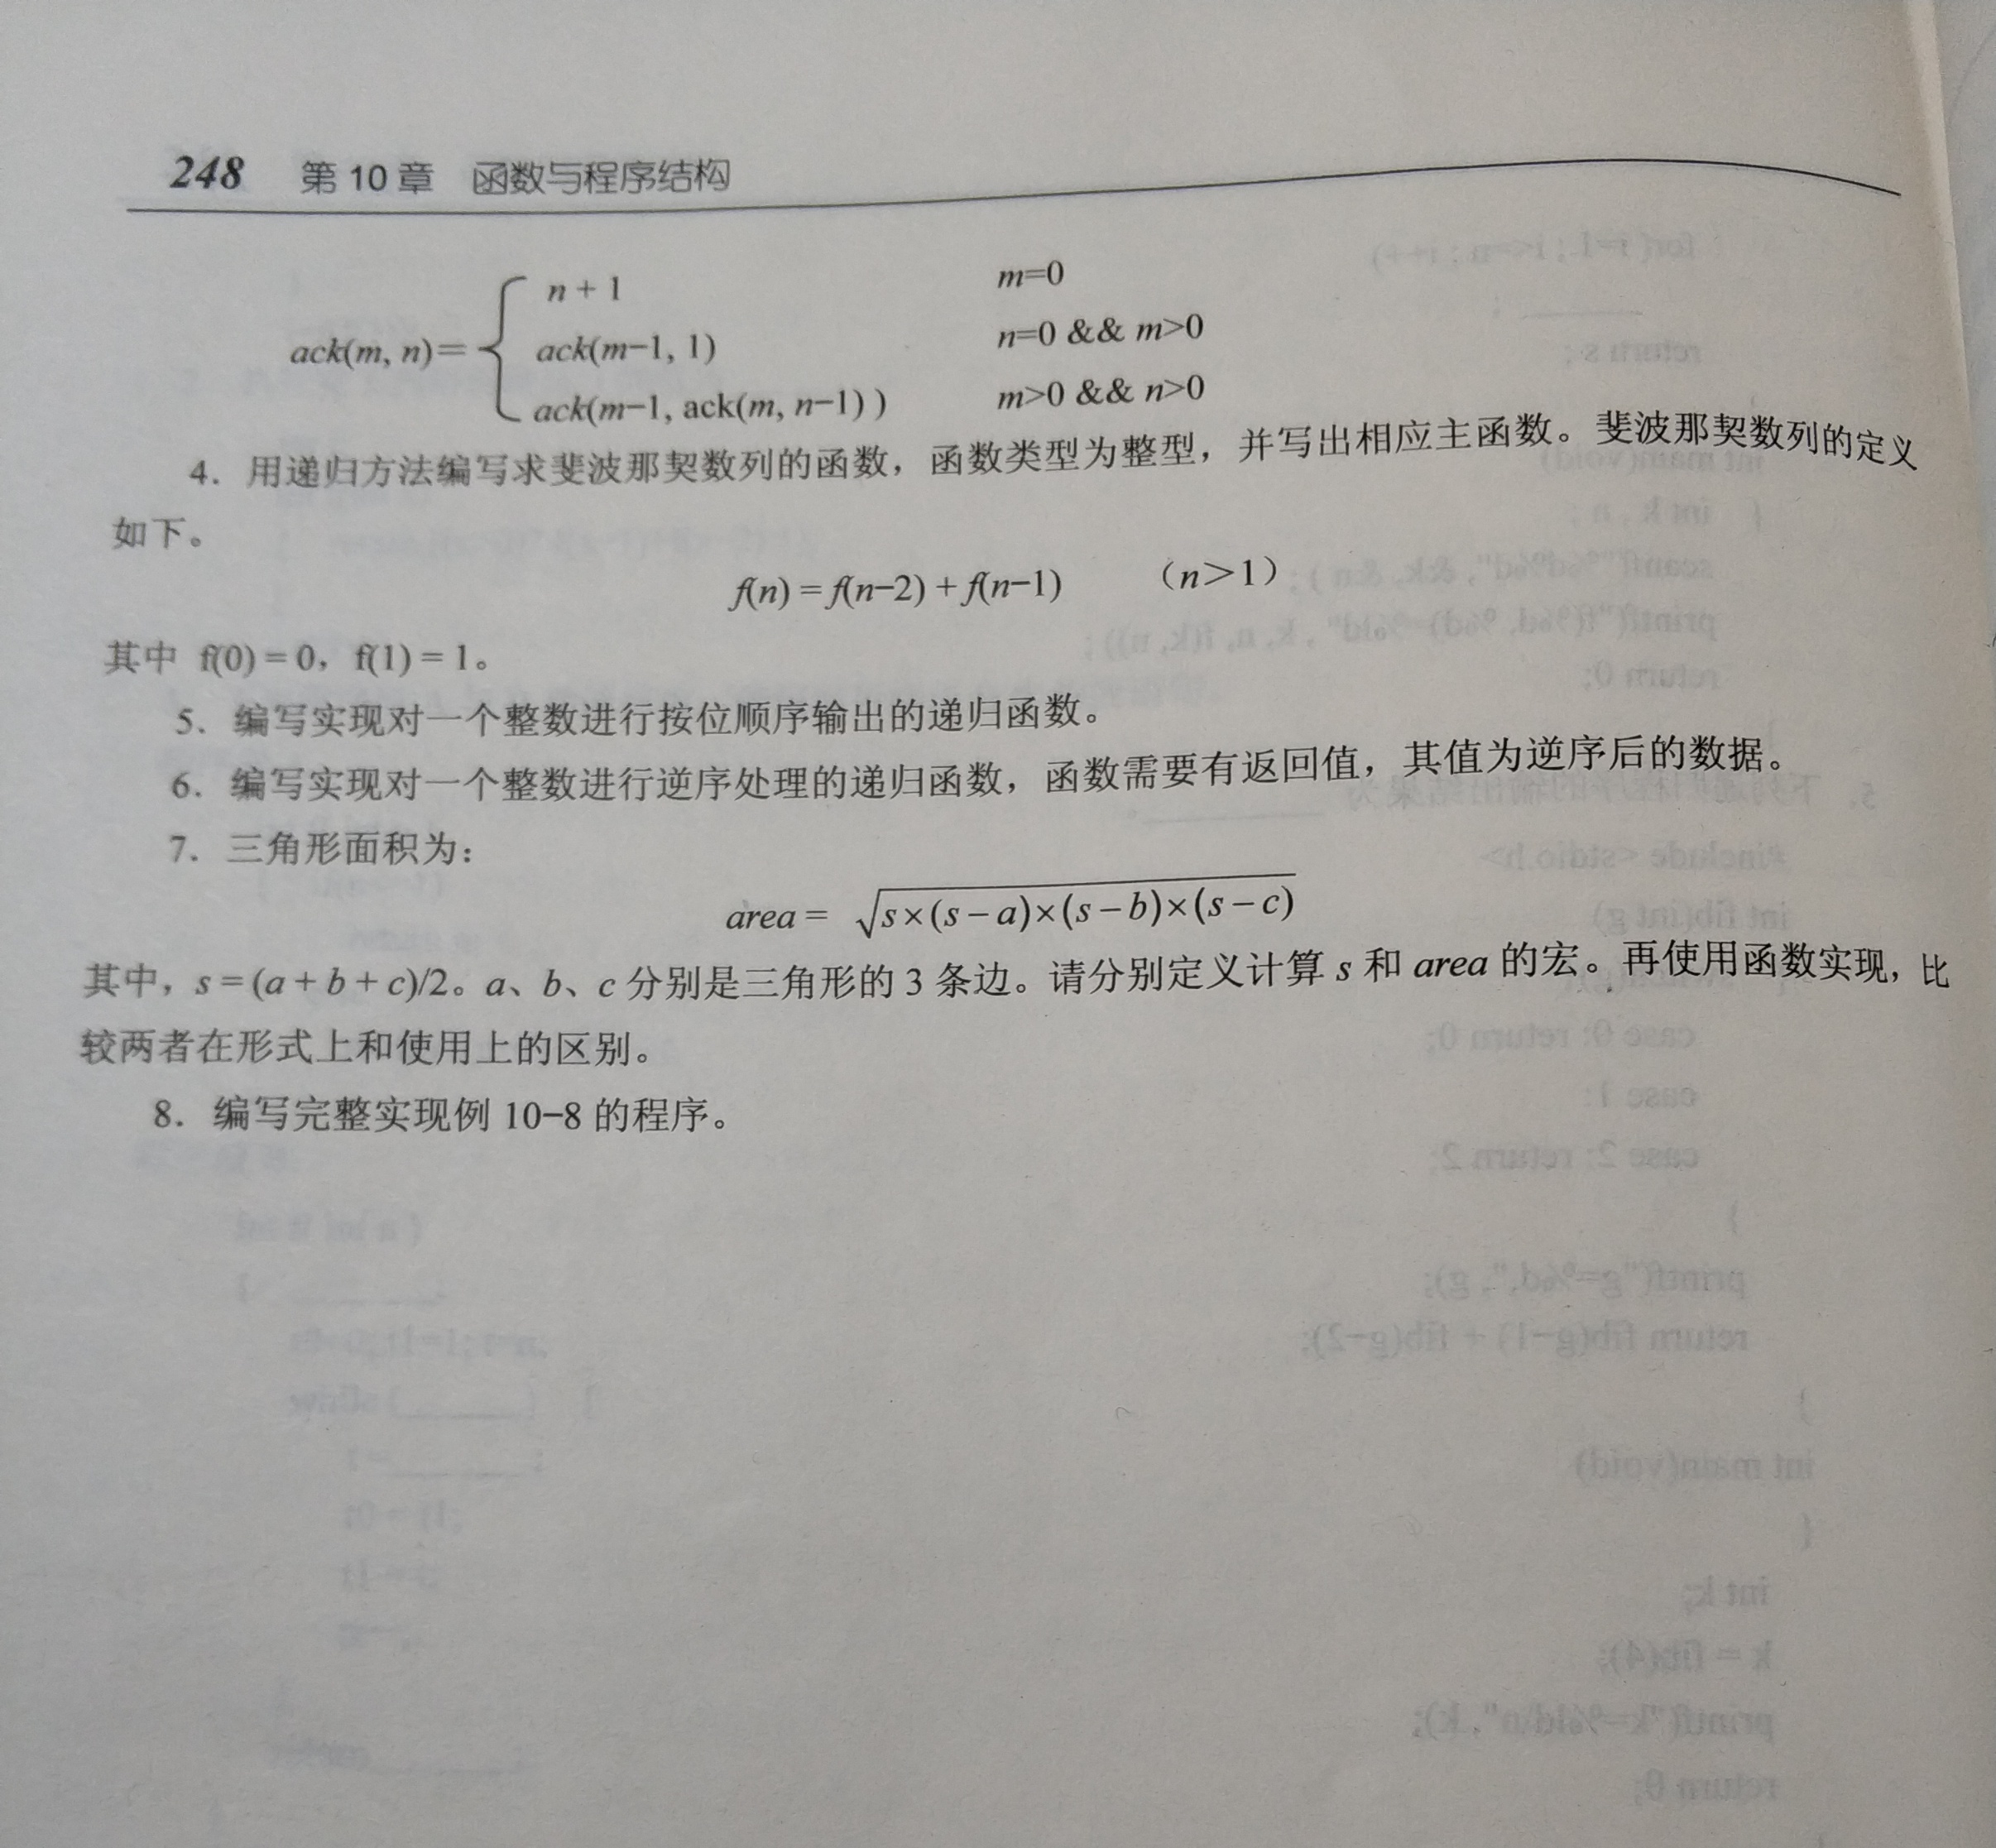 248 第 10 章 函数与程序结构
n + 1 m=0
ack(m, n)= ack(m−1, 1) n=0 && m>0
ack(m−1, ack(m, n−1) ) m>0 && n>0
4. 用递归方法编写求斐波那契数列的函数，函数类型为整型，并写出相应主函数。斐波那契数列的定义
如下。
f(n) = f(n−2) + f(n−1) （n＞1）
其中 f(0) = 0，f(1) = 1。
5. 编写实现对一个整数进行按位顺序输出的递归函数。
6. 编写实现对一个整数进行逆序处理的递归函数，函数需要有返回值，其值为逆序后的数据。
7. 三角形面积为：
area = √s×(s − a)×(s − b)×(s − c)
其中，s = (a + b + c)/2。a、b、c 分别是三角形的 3 条边。请分别定义计算 s 和 area 的宏。再使用函数实现，比
较两者在形式上和使用上的区别。
8. 编写完整实现例 10−8 的程序。